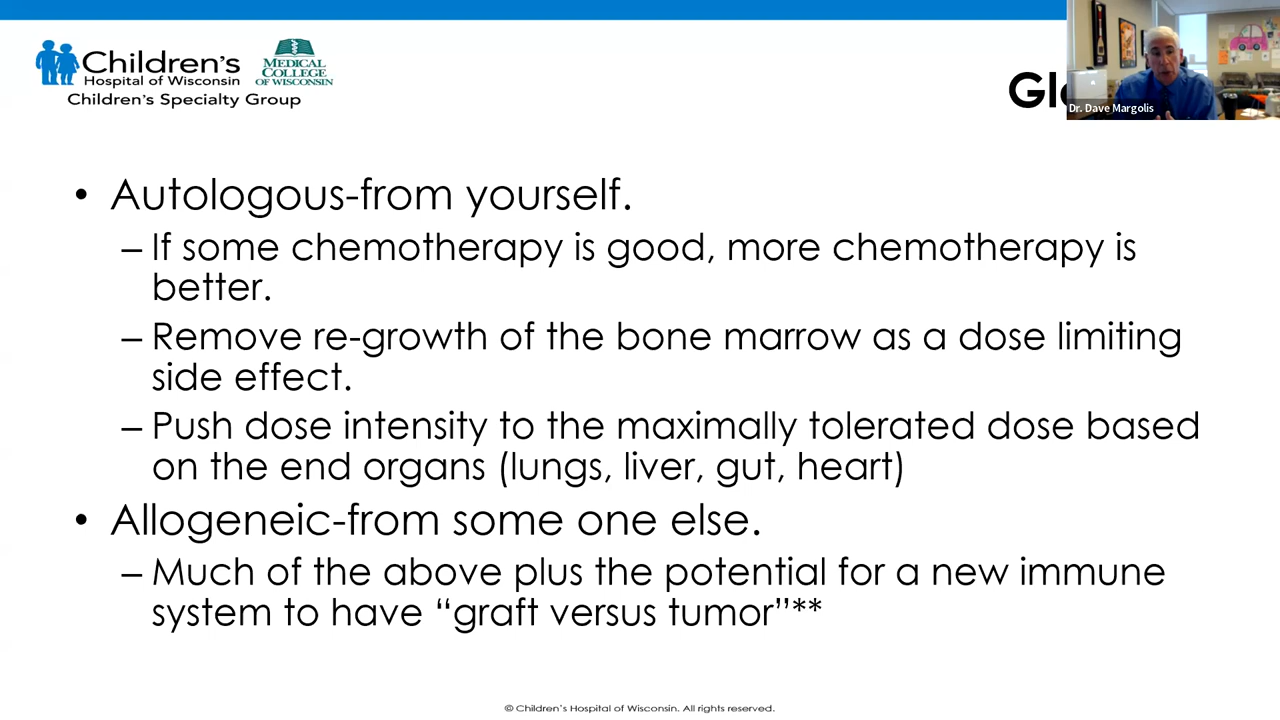 Children's
Hospital of Wisconsin
Children's Specialty Group
MEDICAL
COLLEGE
OF WISCONSIN
Dr. Dave Margolis
• Autologous-from yourself.
– If some chemotherapy is good, more chemotherapy is
better.
– Remove re-growth of the bone marrow as a dose limiting
side effect.
– Push dose intensity to the maximally tolerated dose based
on the end organs (lungs, liver, gut, heart)
• Allogeneic-from some one else.
– Much of the above plus the potential for a new immune
system to have “graft versus tumor”**
© Children’s Hospital of Wisconsin. All rights reserved.